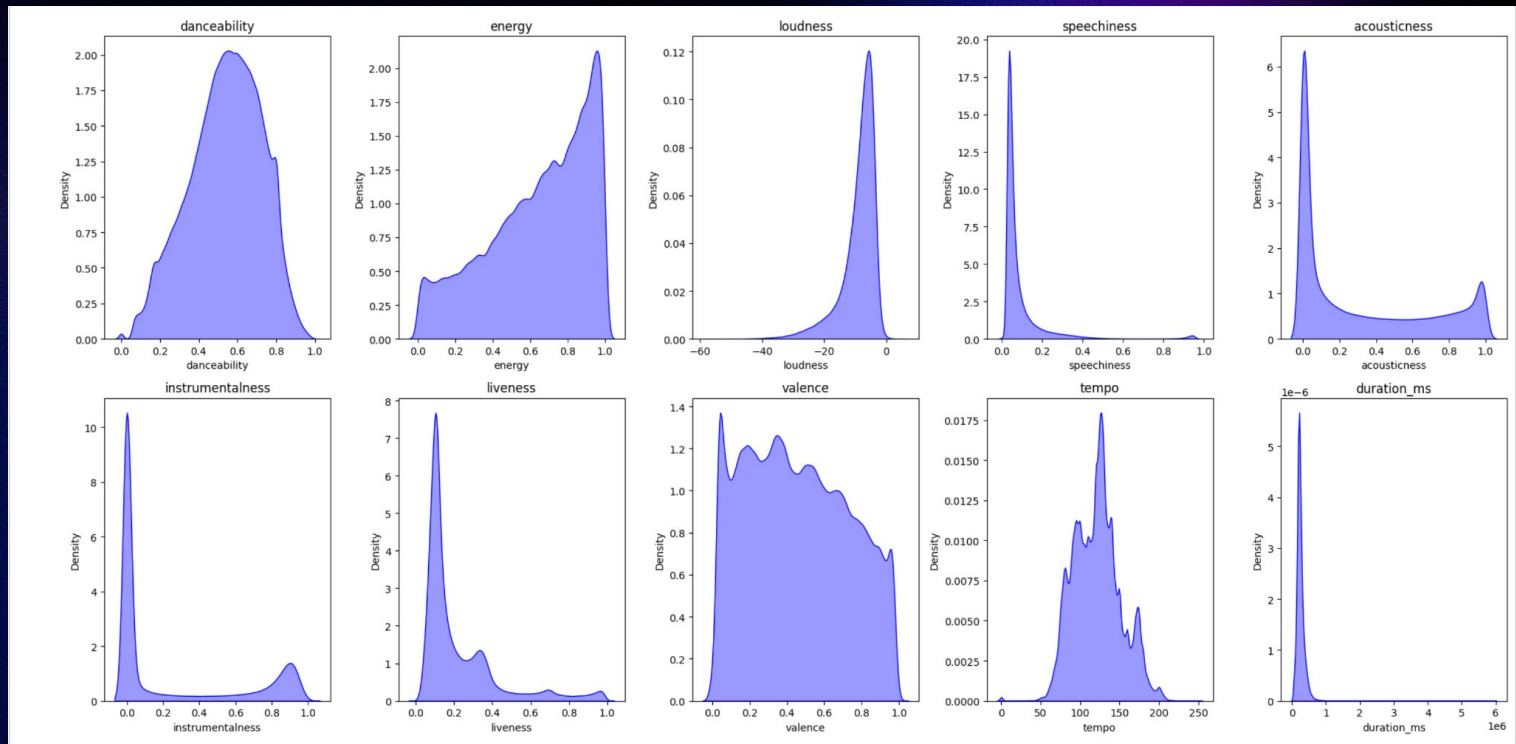 danceability
2.00
1.75
1.50
1.25
1.00
0.75
0.50
0.25
0.00
Density
0.0 0.2 0.4 0.6 0.8 1.0
danceability
energy
2.00
1.75
1.50
1.25
1.00
0.75
0.50
0.25
0.00
Density
0.0 0.2 0.4 0.6 0.8 1.0
energy
loudness
0.12
0.10
0.08
0.06
0.04
0.02
0.00
Density
−60 −40 −20 0
loudness
speechiness
20.0
17.5
15.0
12.5
10.0
7.5
5.0
2.5
0.0
Density
0.0 0.2 0.4 0.6 0.8 1.0
speechiness
acousticness
6
5
4
3
2
1
0
Density
0.0 0.2 0.4 0.6 0.8 1.0
acousticness
instrumentalness
10
8
6
4
2
0
Density
0.0 0.2 0.4 0.6 0.8 1.0
instrumentalness
liveness
8
7
6
5
4
3
2
1
0
Density
0.0 0.2 0.4 0.6 0.8 1.0
liveness
valence
1.4
1.2
1.0
0.8
0.6
0.4
0.2
0.0
Density
0.0 0.2 0.4 0.6 0.8 1.0
valence
tempo
0.0175
0.0150
0.0125
0.0100
0.0075
0.0050
0.0025
0.0000
Density
0 50 100 150 200 250
tempo
duration_ms
1e−6
5
4
3
2
1
0
Density
0 1 2 3 4 5 6
duration_ms
1e6